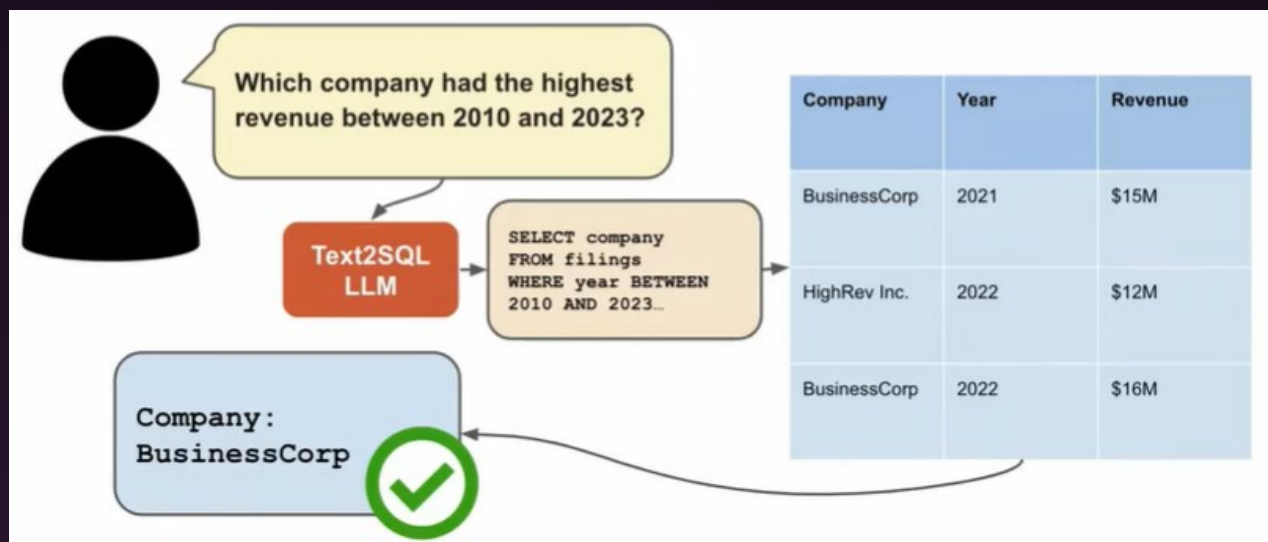 Which company had the highest
revenue between 2010 and 2023?
Text2SQL
LLM
SELECT company
FROM filings
WHERE year BETWEEN
2010 AND 2023…
Company Year Revenue
BusinessCorp 2021 $15M
HighRev Inc. 2022 $12M
BusinessCorp 2022 $16M
Company:
BusinessCorp